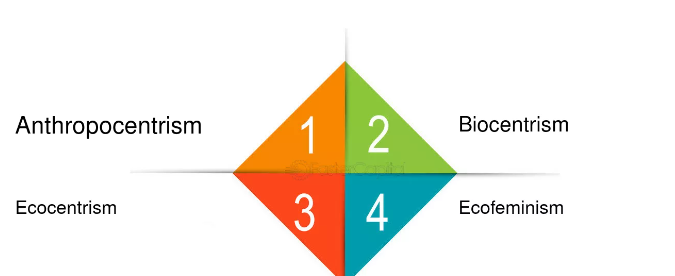 Anthropocentrism
1
2
Biocentrism
Ecocentrism
3
4
Ecofeminism